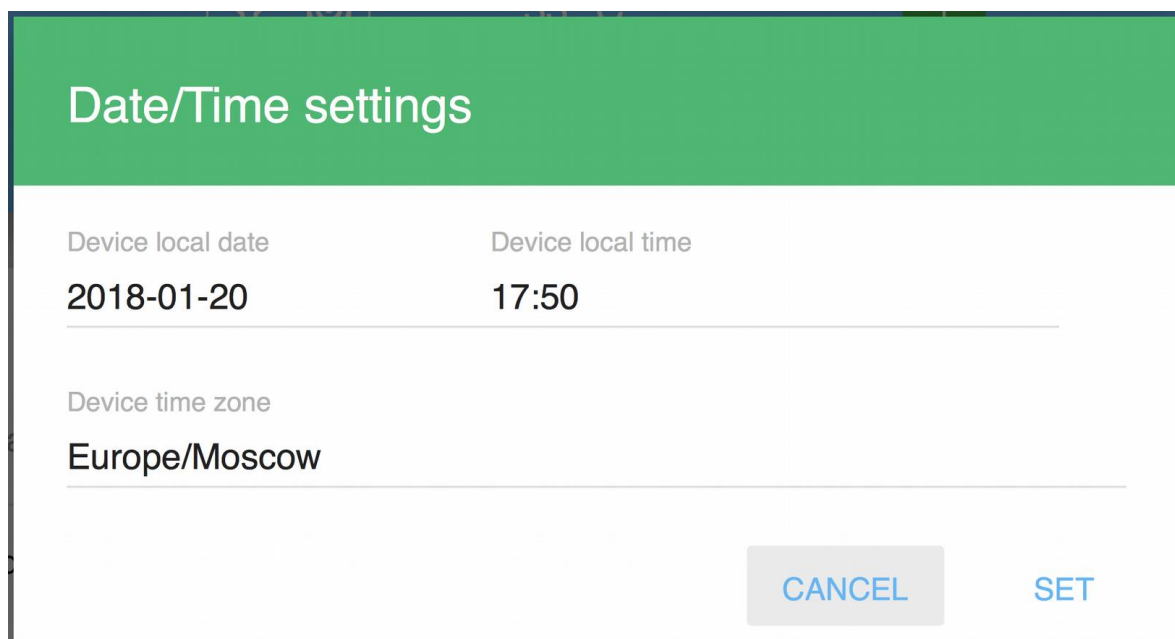 Date/Time settings
Device local date Device local time
2018-01-20 17:50
Device time zone
Europe/Moscow
CANCEL SET